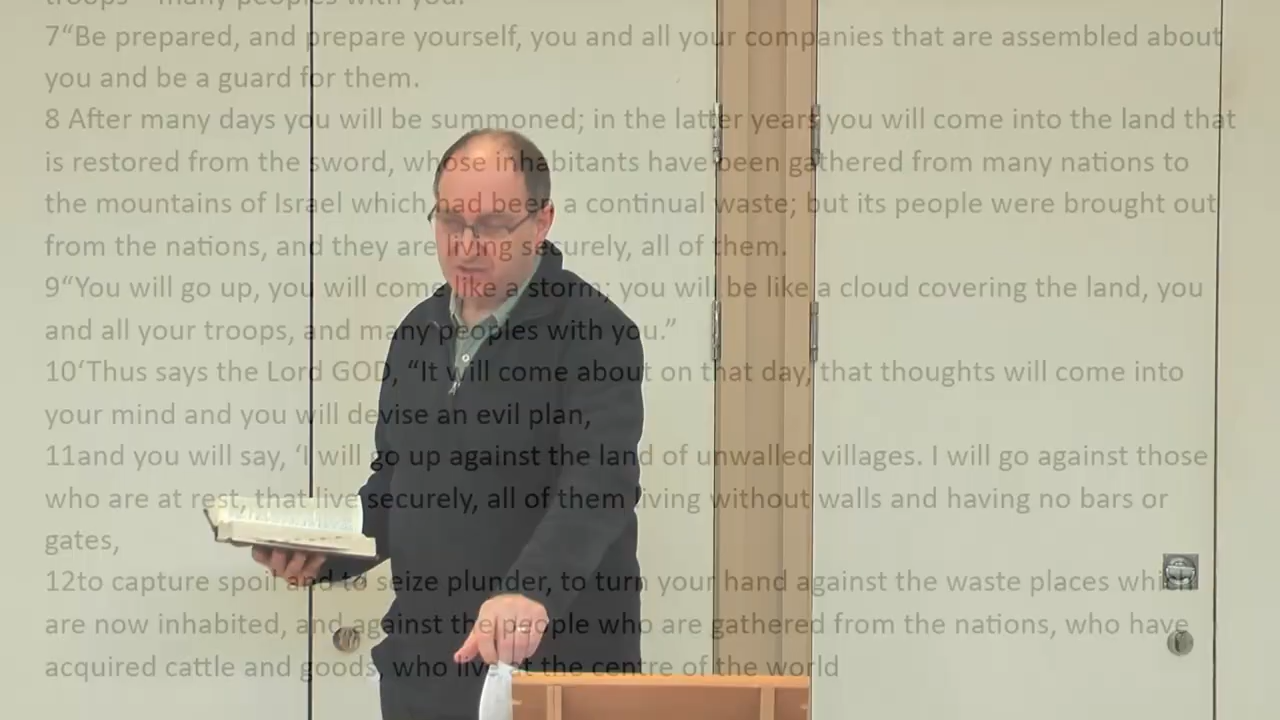 troops—many peoples with you.
7“Be prepared, and prepare yourself, you and all your companies that are assembled about
you and be a guard for them.
8 After many days you will be summoned; in the latter years you will come into the land that
is restored from the sword, whose inhabitants have been gathered from many nations to
the mountains of Israel which had been a continual waste; but its people were brought out
from the nations, and they are living securely, all of them.
9“You will go up, you will come like a storm; you will be like a cloud covering the land, you
and all your troops, and many peoples with you.”
10‘Thus says the Lord GOD, “It will come about on that day, that thoughts will come into
your mind and you will devise an evil plan,
11and you will say, ‘I will go up against the land of unwalled villages. I will go against those
who are at rest, that live securely, all of them living without walls and having no bars or
gates,
12to capture spoil and to seize plunder, to turn your hand against the waste places which
are now inhabited, and against the people who are gathered from the nations, who have
acquired cattle and goods, who live at the centre of the world